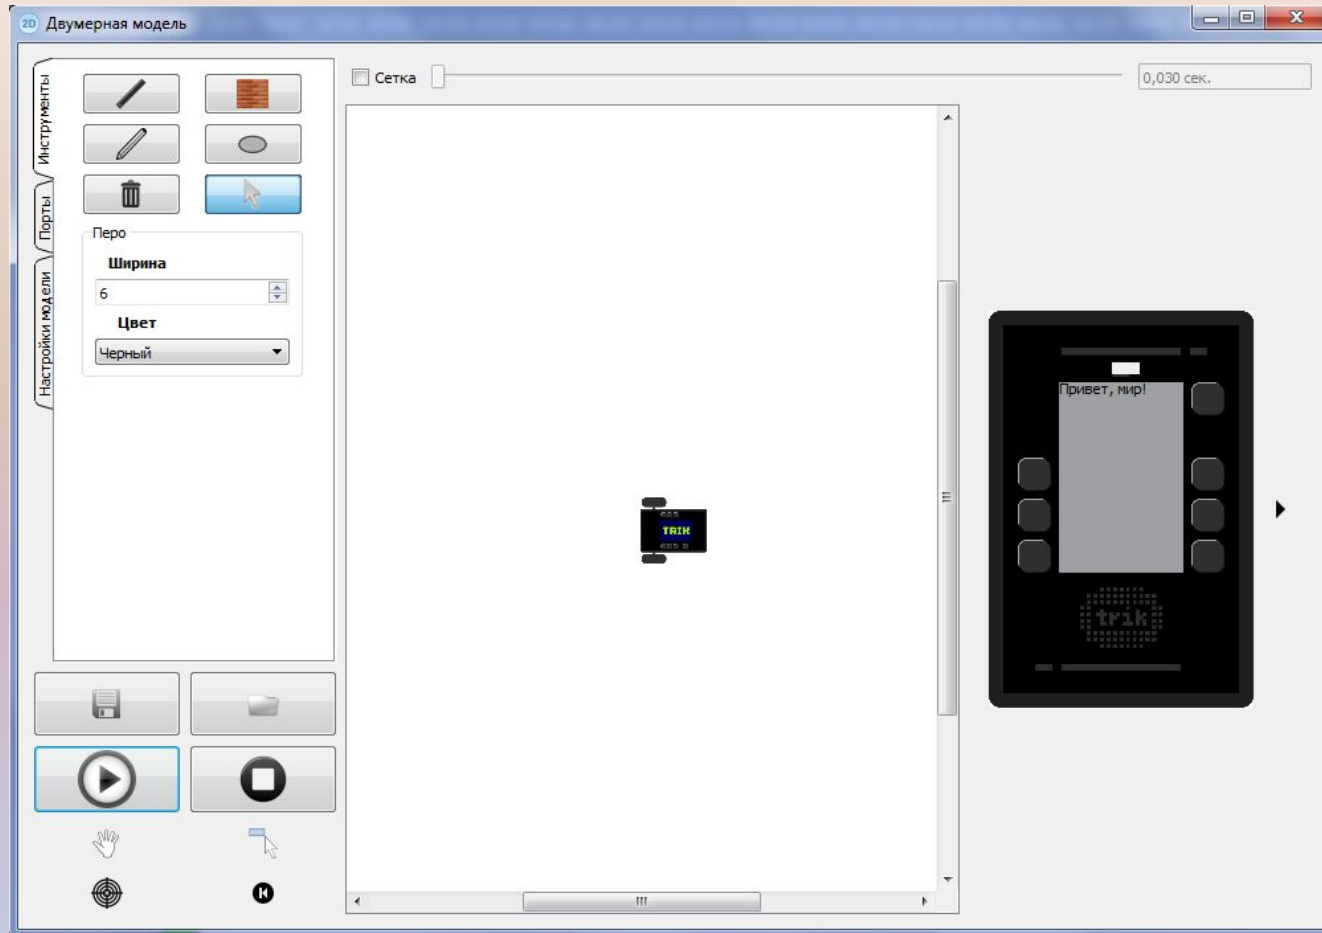 2D Двумерная модель
Инструменты
Порты
Настройки модели
Перо
Ширина
6
Цвет
Черный
Сетка
0,030 сек.
TRIK
Привет, мир!
trik